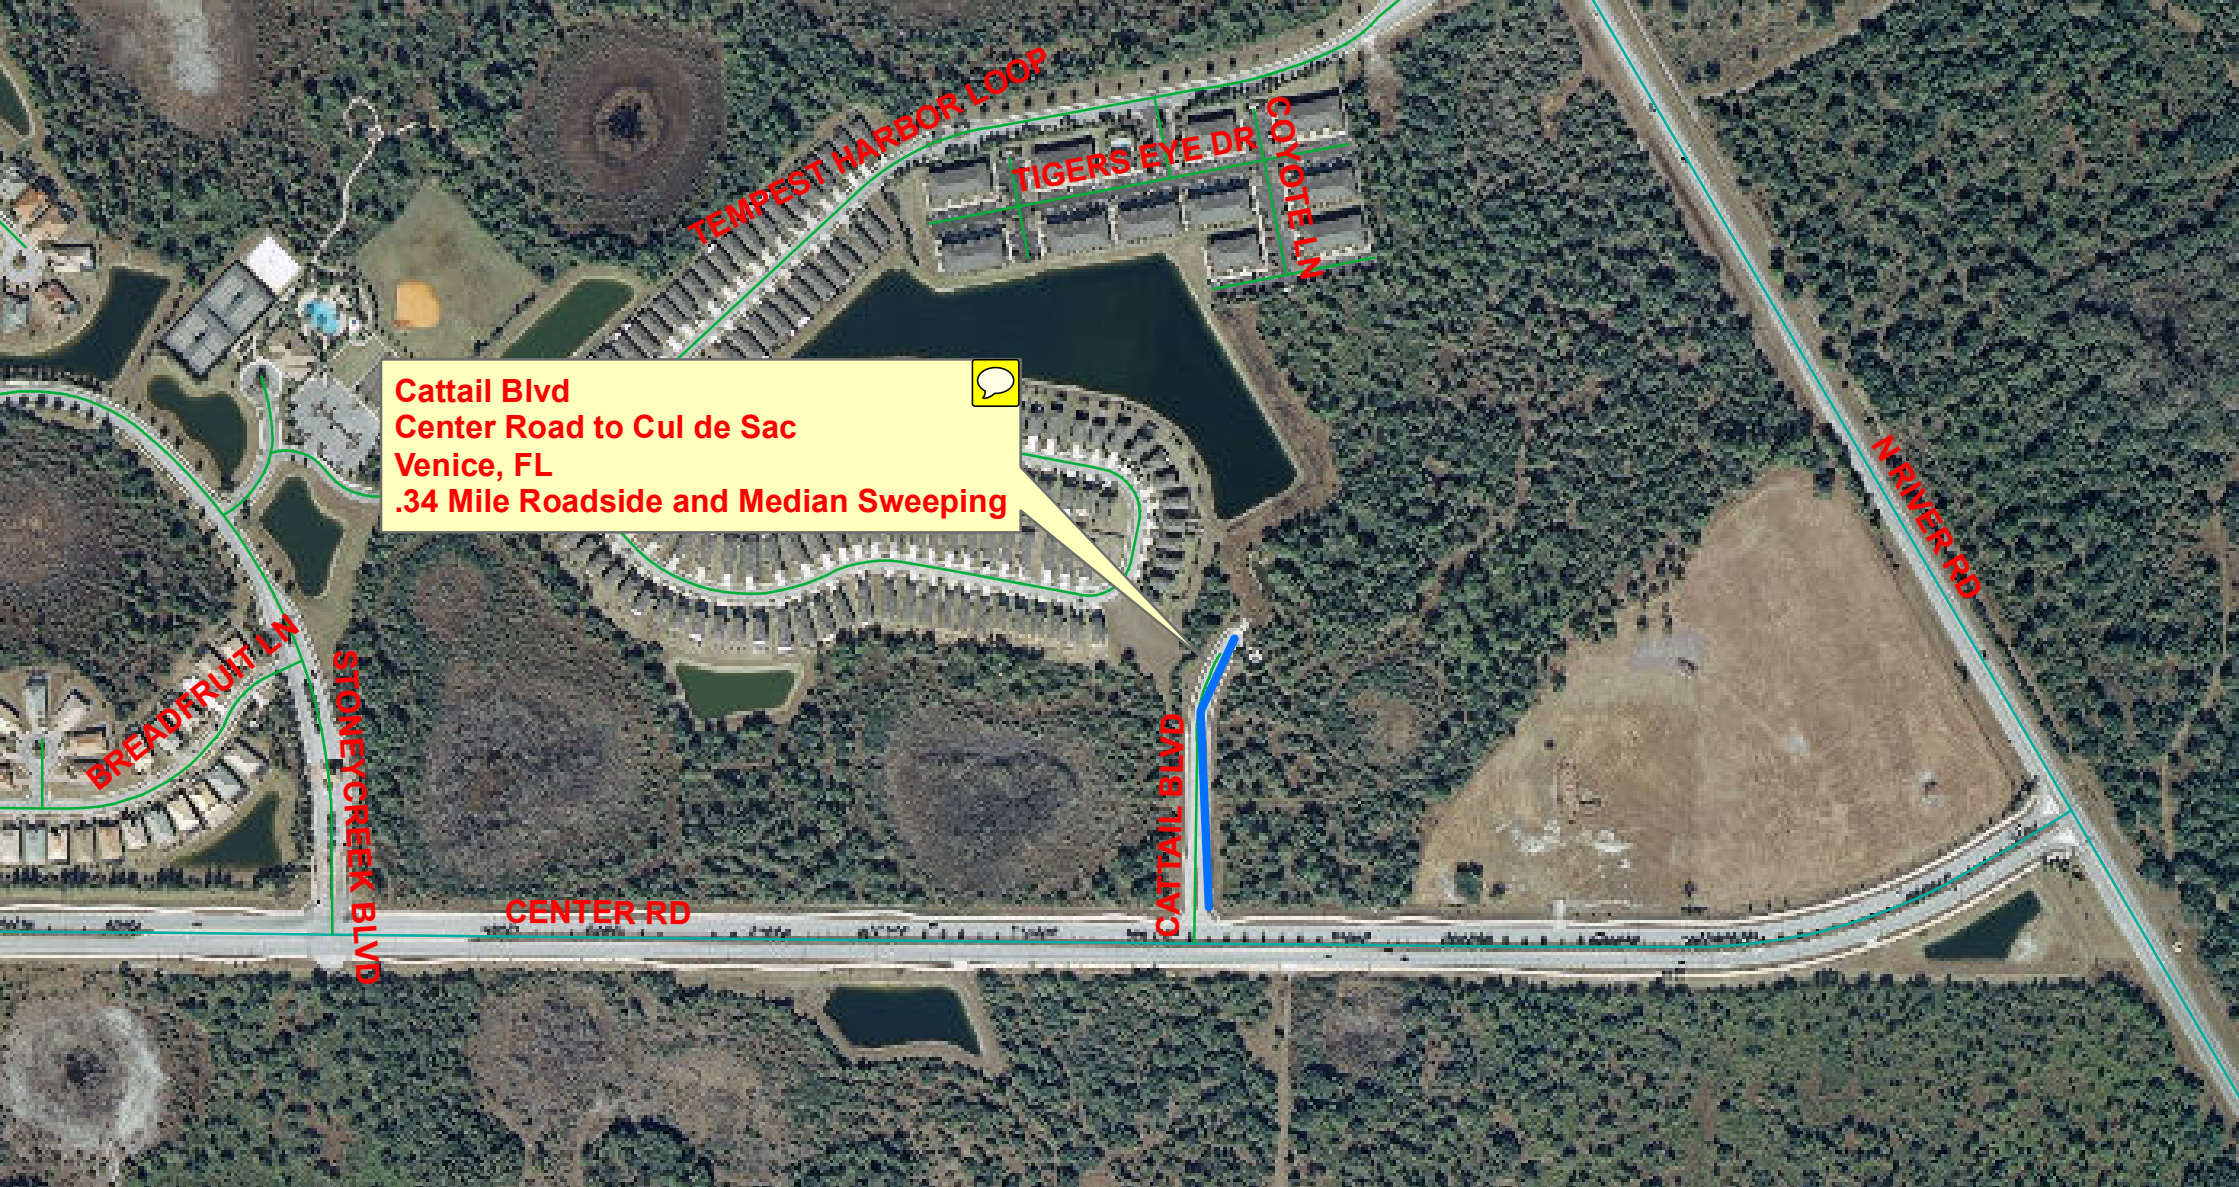 TEMPEST HARBOR LOOP
TIGERS EYE DR
COYOTE LN
Cattail Blvd
Center Road to Cul de Sac
Venice, FL
.34 Mile Roadside and Median Sweeping
N RIVER RD
BREADFRUIT LN
STONEYCREEK BLVD
CATTAIL BLVD
CENTER RD